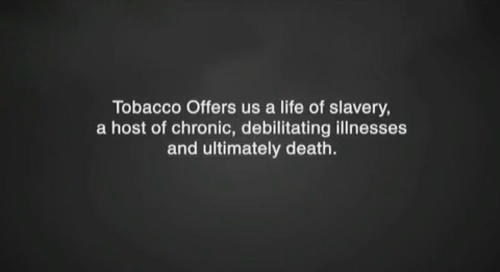 Tobacco Offers us a life of slavery,
a host of chronic, debilitating illnesses
and ultimately death.